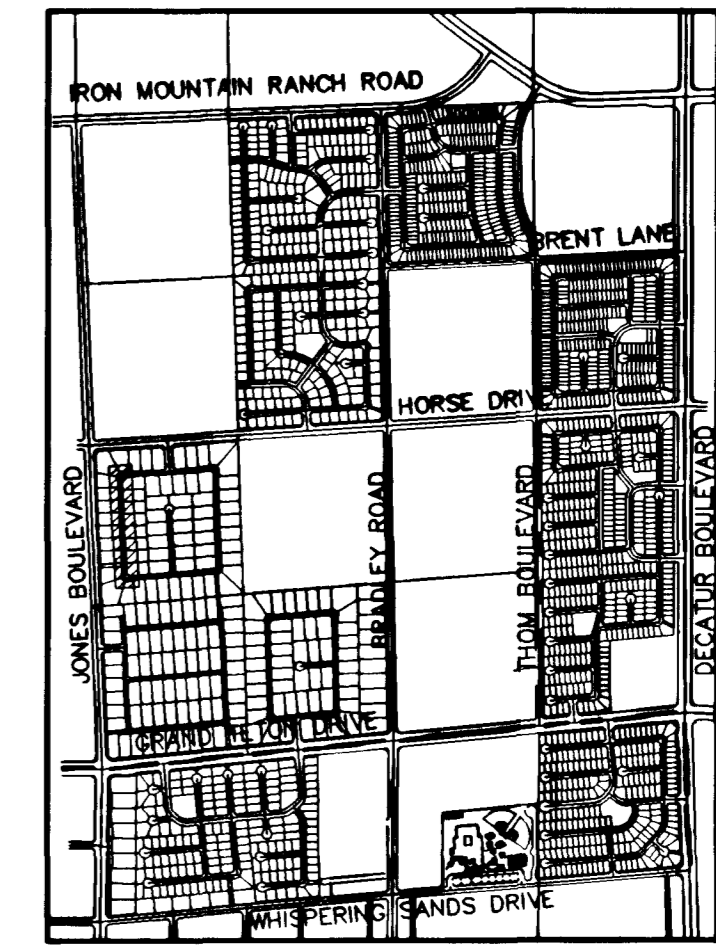 IRON MOUNTAIN RANCH ROAD
BRENT LANE
HORSE DRIVE
JONES BOULEVARD
BRADLEY ROAD
THOM BOULEVARD
DECATUR BOULEVARD
GRAND TETON DRIVE
WHISPERING SANDS DRIVE